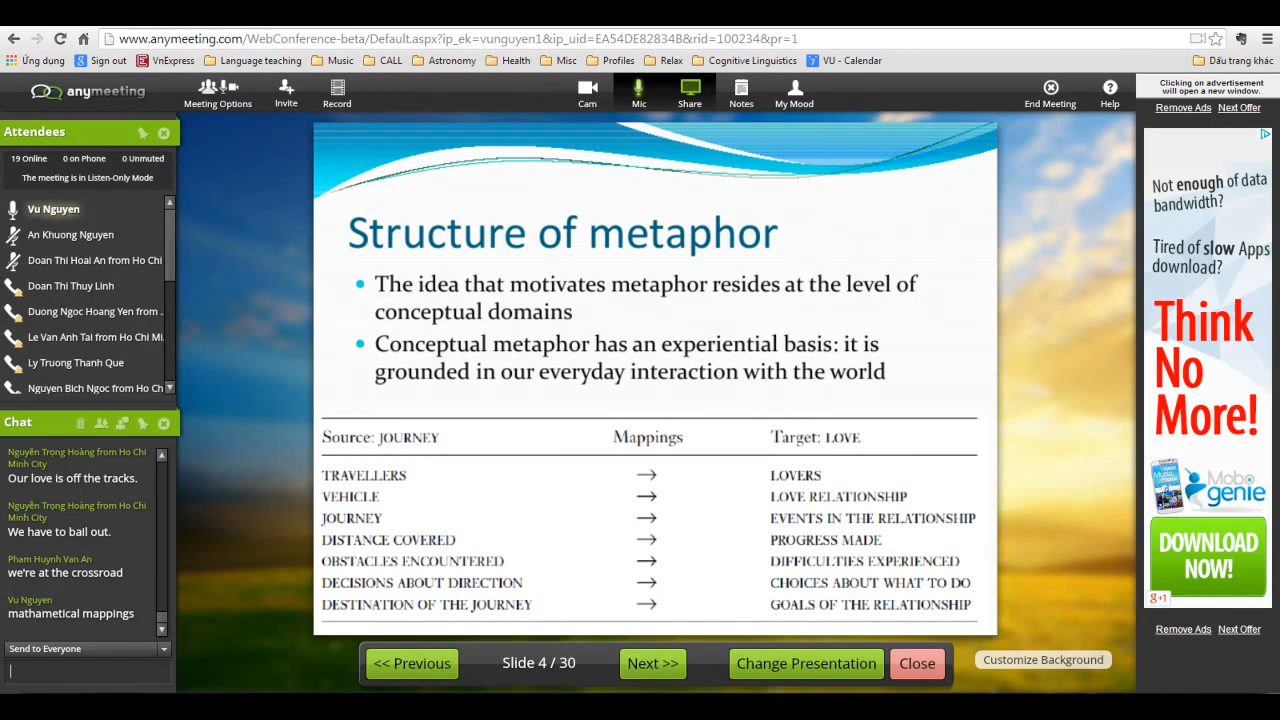 www.anymeeting.com/WebConference-beta/Default.aspx?ip_ek=vunguyen1&ip_uid=EA54DE82834B&rid=100234&pr=1
Ứng dụng Sign out VnExpress Language teaching Music CALL Astronomy Health Misc Profiles Relax Cognitive Linguistics 7 VU - Calendar Dấu trang khác
anymeeting
Meeting Options Invite Record Cam Mic Share Notes My Mood End Meeting Help
Attendees
19 Online 0 on Phone 0 Unmuted
The meeting is in Listen-Only Mode
Vu Nguyen
An Khuong Nguyen
Doan Thi Hoai An from Ho Chi
Doan Thi Thuy Linh
Duong Ngoc Hoang Yen from ..
Le Van Anh Tai from Ho Chi Mi.
Ly Truong Thanh Que
Nguyen Bich Ngoc from Ho Ch
Chat
Nguyễn Trọng Hoàng from Ho Chi
Minh City
Our love is off the tracks.
Nguyễn Trọng Hoàng from Ho Chi
Minh City
We have to bail out.
Pham Huynh Van An
we're at the crossroad
Vu Nguyen
mathametical mappings
Send to Everyone
Structure of metaphor
• The idea that motivates metaphor resides at the level of
conceptual domains
• Conceptual metaphor has an experiential basis: it is
grounded in our everyday interaction with the world
Source: JOURNEY Mappings Target: LOVE
TRAVELLERS → LOVERS
VEHICLE → LOVE RELATIONSHIP
JOURNEY → EVENTS IN THE RELATIONSHIP
DISTANCE COVERED → PROGRESS MADE
OBSTACLES ENCOUNTERED → DIFFICULTIES EXPERIENCED
DECISIONS ABOUT DIRECTION → CHOICES ABOUT WHAT TO DO
DESTINATION OF THE JOURNEY → GOALS OF THE RELATIONSHIP
<< Previous Slide 4 / 30 Next >> Change Presentation Close
Customize Background
Clicking on advertisement
will open a new window.
Remove Ads Next Offer
Not enough of data
bandwidth?
Tired of slow Apps
download?
Think
No
More!
Mobo
genie
DOWNLOAD
NOW!
g+1
Remove Ads Next Offer